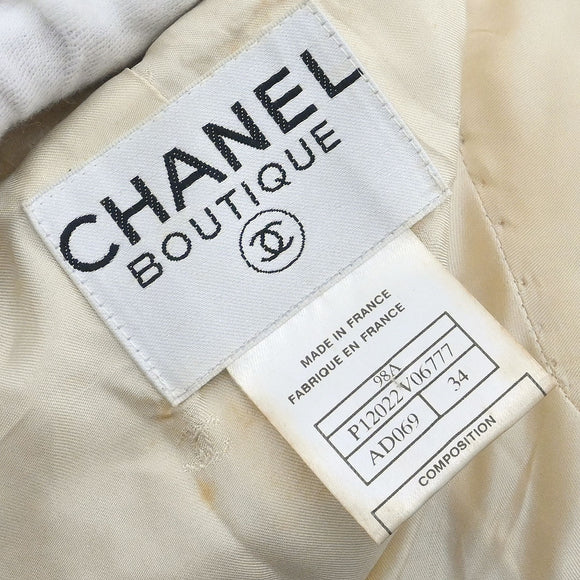 CHANEL
BOUTIQUE
MADE IN FRANCE
FABRIQUE EN FRANCE
98A
P12022V06777
AD069 34
COMPOSITION